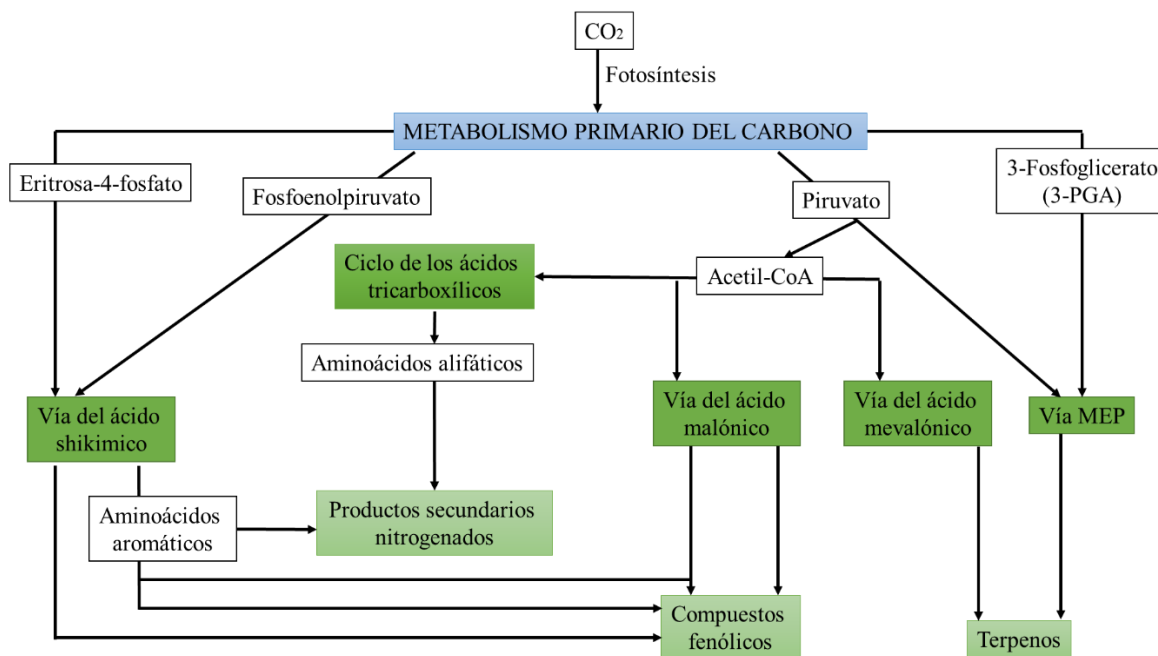 CO₂
Fotosíntesis
METABOLISMO PRIMARIO DEL CARBONO
Eritrosa-4-fosfato
Fosfoenolpiruvato
Piruvato
3-Fosfoglicerato
(3-PGA)
Ciclo de los ácidos
tricarboxílicos
Acetil-CoA
Aminoácidos alifáticos
Vía del ácido
shikimico
Vía del ácido
malónico
Vía del ácido
mevalónico
Vía MEP
Aminoácidos
aromáticos
Productos secundarios
nitrogenados
Compuestos
fenólicos
Terpenos